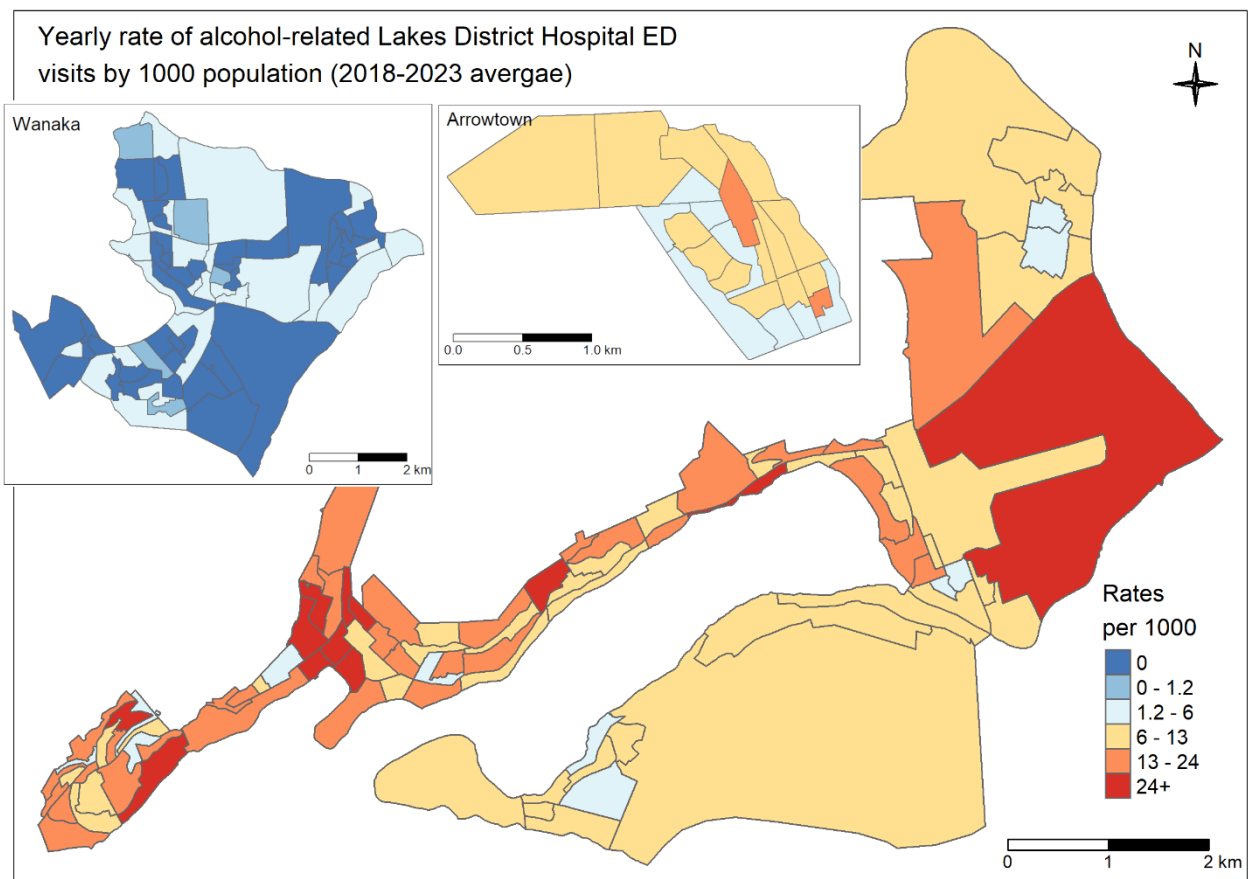 Yearly rate of alcohol-related Lakes District Hospital ED
visits by 1000 population (2018-2023 avergae)
N
Wanaka
0 1 2 km
Arrowtown
0.0 0.5 1.0 km
Rates
per 1000
0
0 - 1.2
1.2 - 6
6 - 13
13 - 24
24+
0 1 2 km